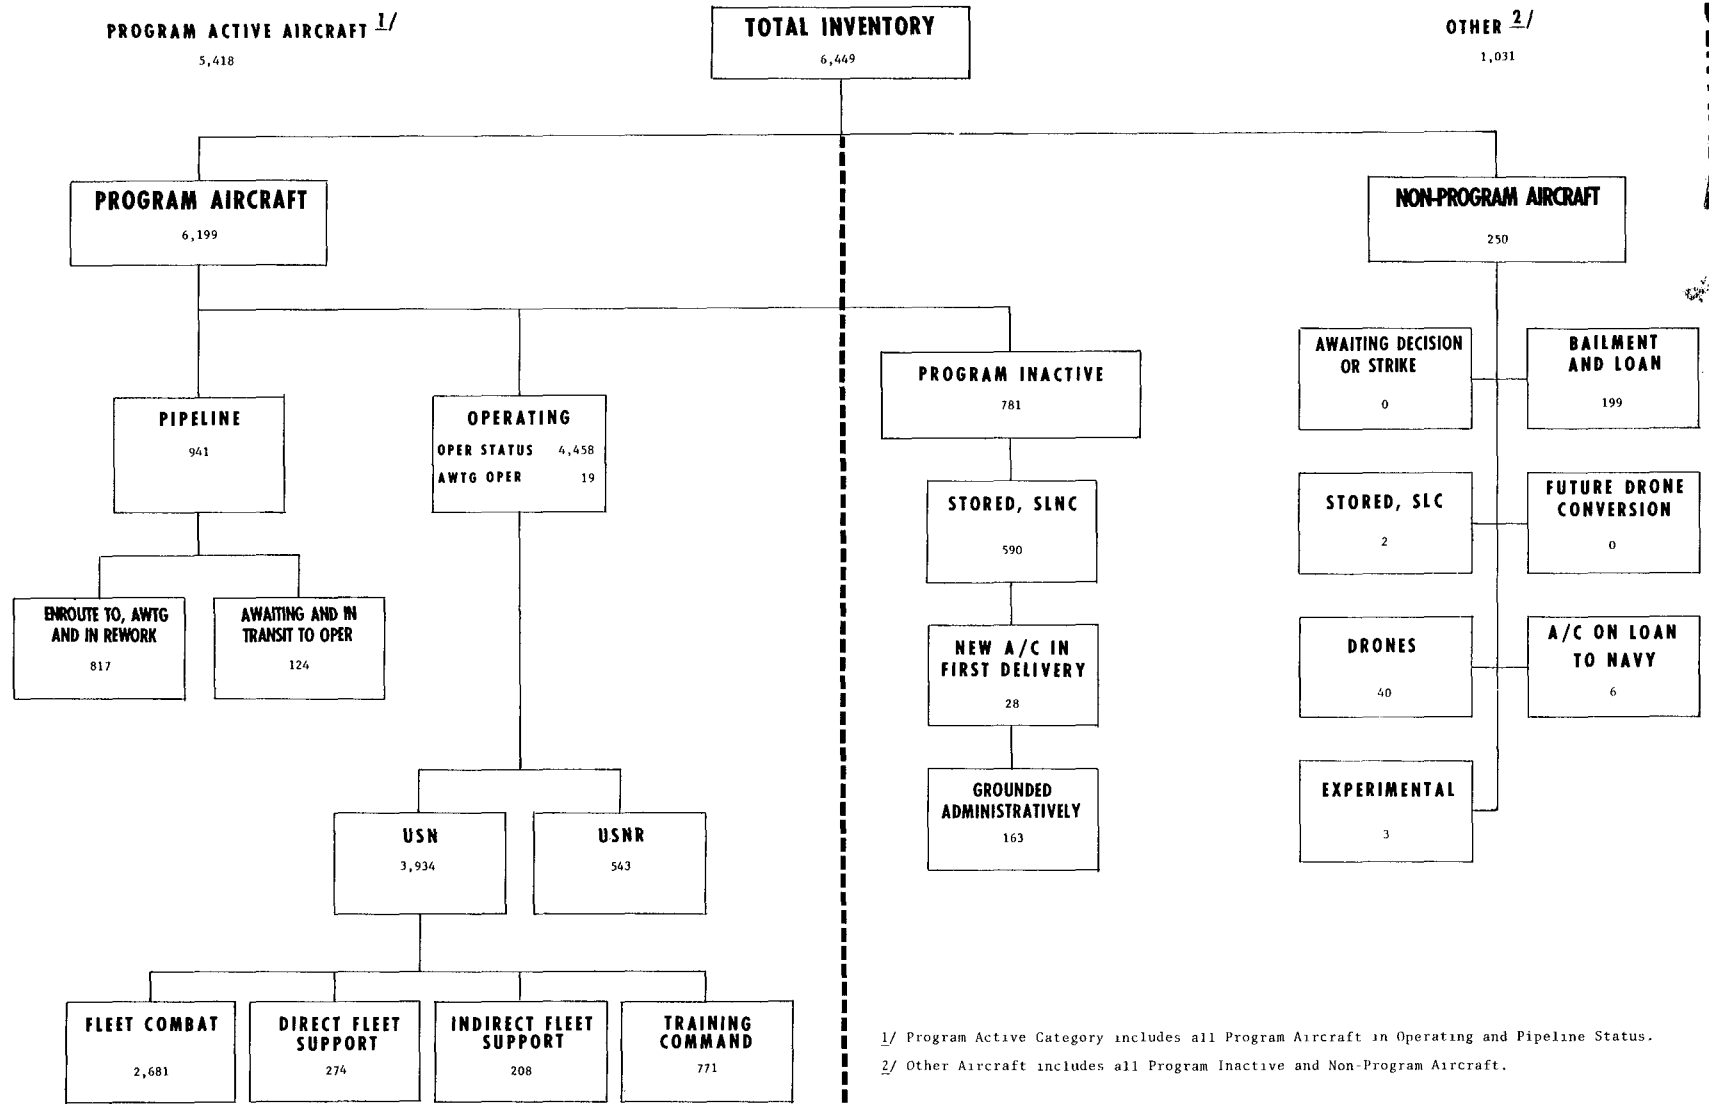 PROGRAM ACTIVE AIRCRAFT 1/
5,418
TOTAL INVENTORY
6,449
OTHER 2/
1,031
PROGRAM AIRCRAFT
6,199
NON-PROGRAM AIRCRAFT
250
PIPELINE
941
OPERATING
OPER STATUS 4,458
AWTG OPER 19
PROGRAM INACTIVE
781
AWAITING DECISION
OR STRIKE
0
BAILMENT
AND LOAN
199
STORED, SLNC
590
STORED, SLC
2
FUTURE DRONE
CONVERSION
0
ENROUTE TO, AWTG
AND IN REWORK
817
AWAITING AND IN
TRANSIT TO OPER
124
NEW A/C IN
FIRST DELIVERY
28
DRONES
40
A/C ON LOAN
TO NAVY
6
GROUNDED
ADMINISTRATIVELY
163
EXPERIMENTAL
3
USN
3,934
USNR
543
FLEET COMBAT
2,681
DIRECT FLEET
SUPPORT
274
INDIRECT FLEET
SUPPORT
208
TRAINING
COMMAND
771
1/ Program Active Category includes all Program Aircraft in Operating and Pipeline Status.
2/ Other Aircraft includes all Program Inactive and Non-Program Aircraft.